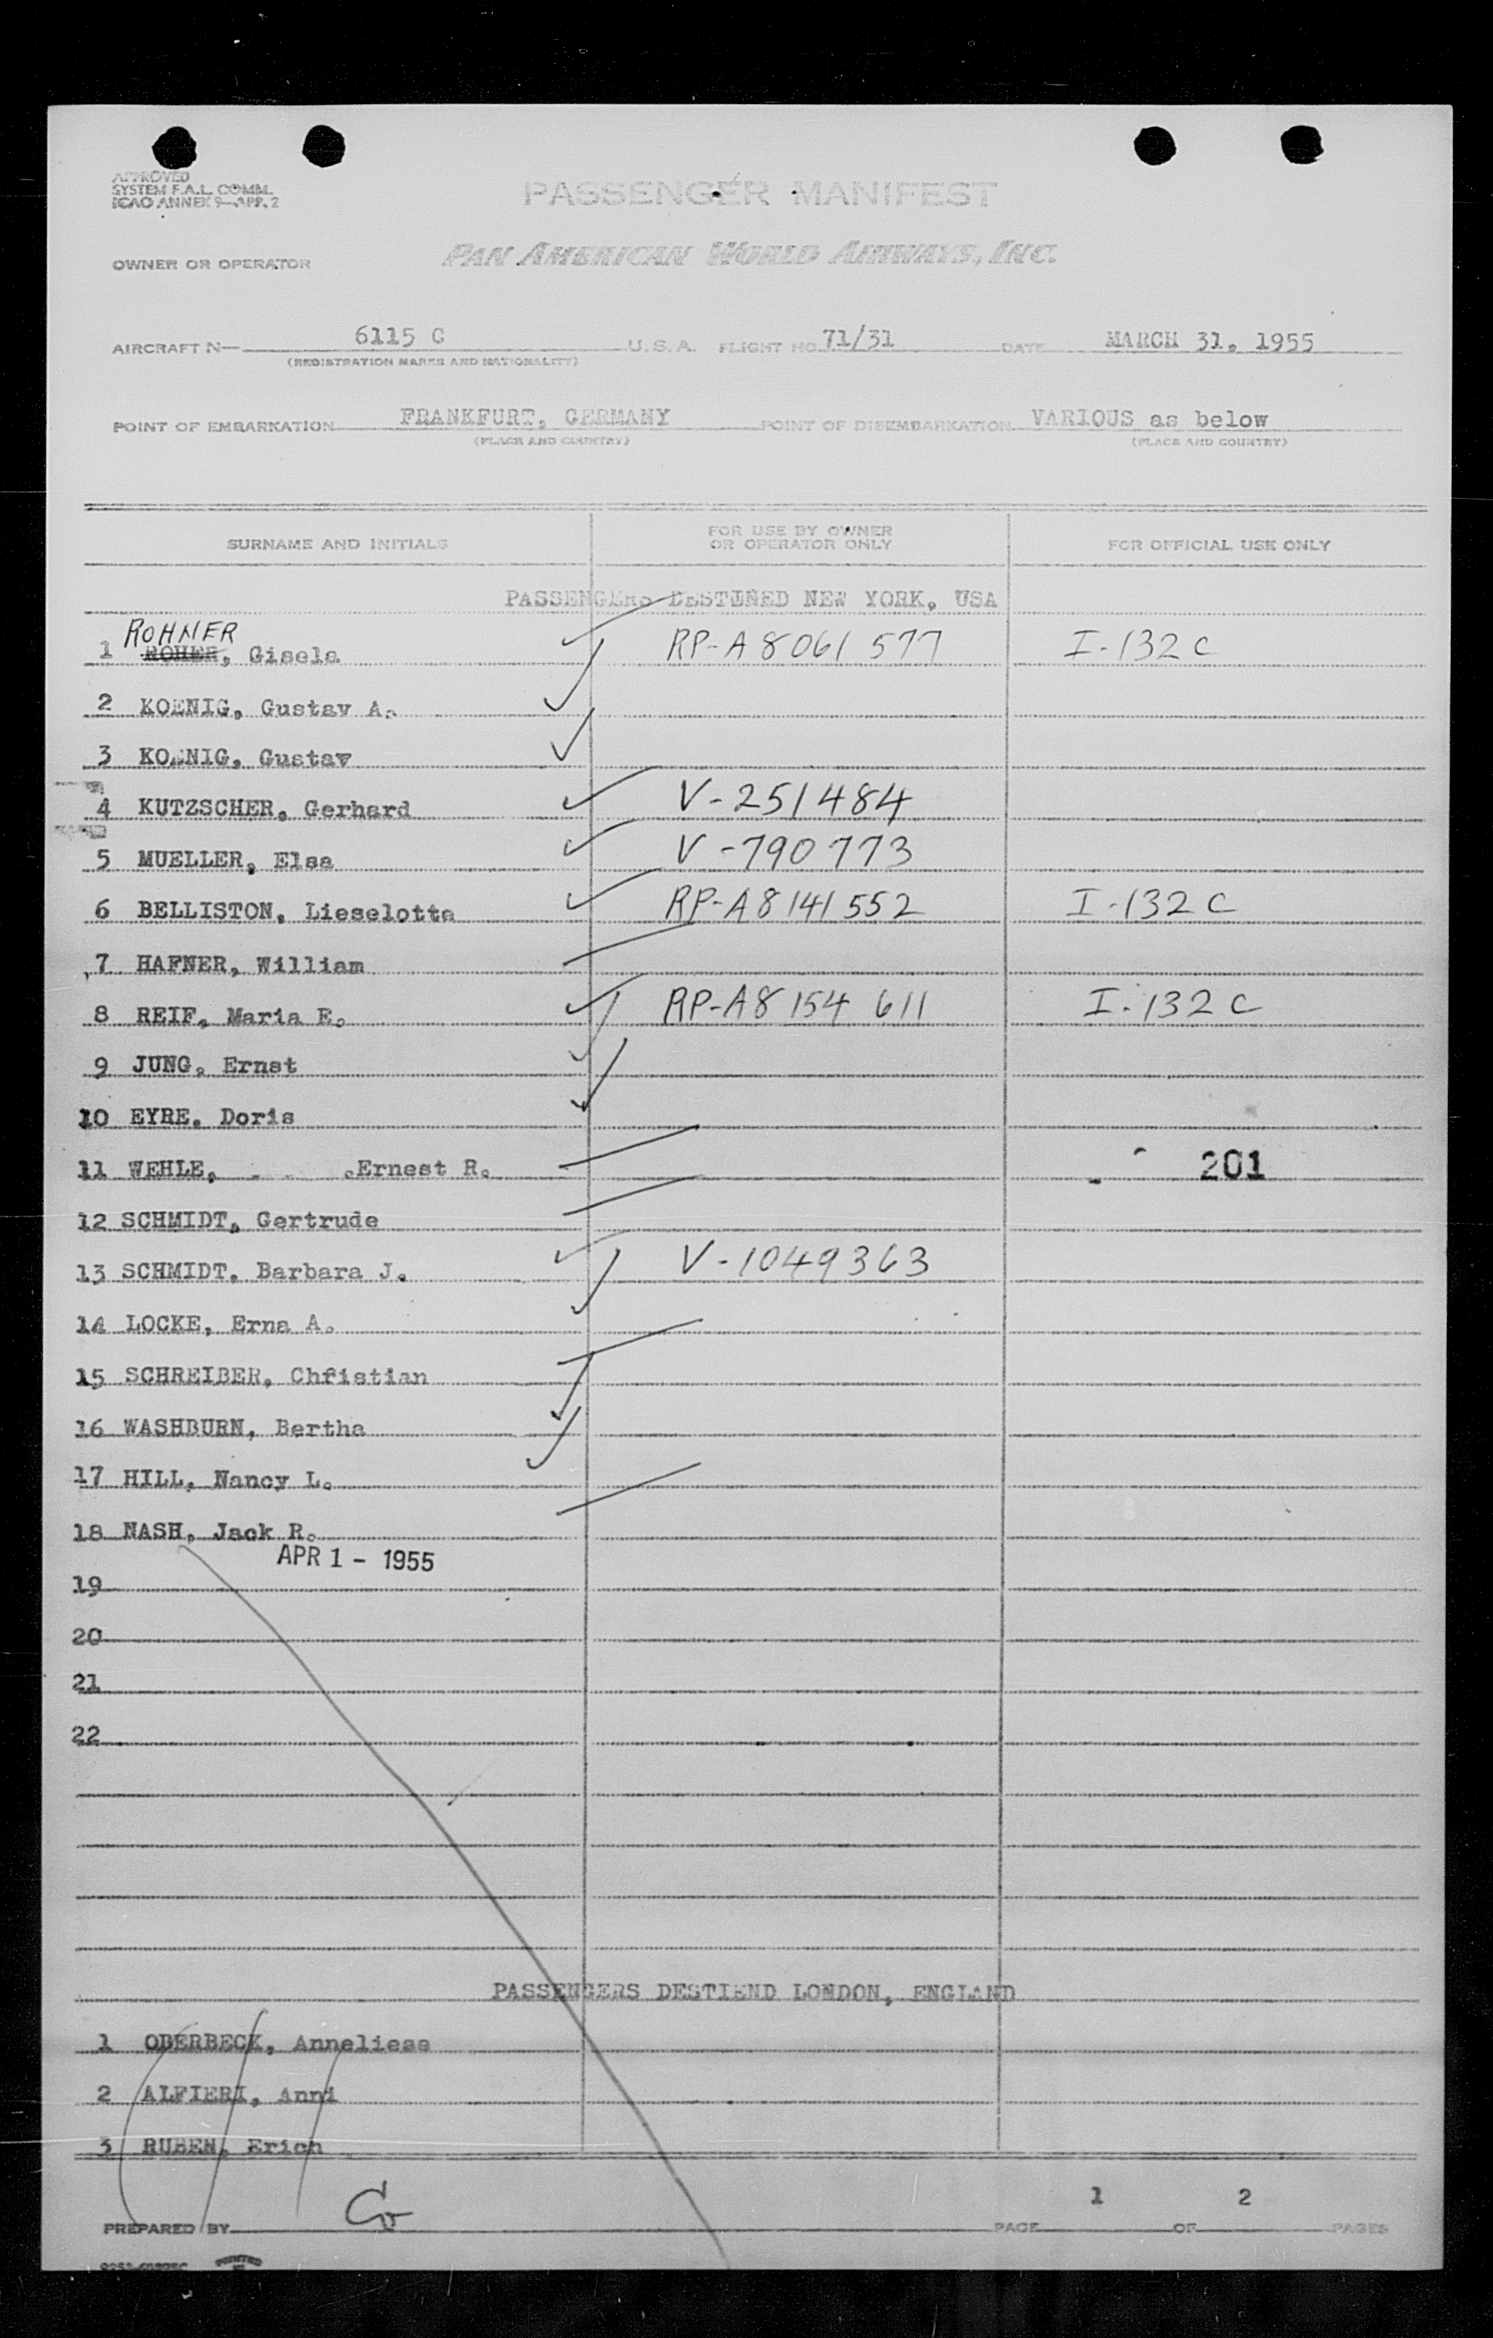 APPROVED
SYSTEM F.A.L. COMM.
ICAO ANNEX 9-APP. 2
PASSENGER MANIFEST
OWNER OR OPERATOR PAN AMERICAN WORLD AIRWAYS, INC.
AIRCRAFT N— 6115 C U.S.A. FLIGHT NO. 71/31 DATE MARCH 31. 1955
(REGISTRATION MARKS AND NATIONALITY)
POINT OF EMBARKATION FRANKFURT, GERMANY POINT OF DISEMBARKATION VARIOUS as below
(PLACE AND COUNTRY) (PLACE AND COUNTRY)
SURNAME AND INITIALS FOR USE BY OWNER OR OPERATOR ONLY FOR OFFICIAL USE ONLY
PASSENGERS DESTINED NEW YORK, USA
ROHNER
1 ROHER, Gisela RP-A8061577 I-132C
2 KOENIG, Gustav A.
3 KOENIG, Gustav
4 KUTZSCHER, Gerhard V-251484
5 MUELLER, Elsa V-790773
6 BELLISTON, Lieselotte RP-A8141552 I-132C
7 HAFNER, William
8 REIF, Maria E. RP-A8154611 I-132C
9 JUNG, Ernst
10 EYRE, Doris
11 WEHLE, Ernest R. 201
12 SCHMIDT, Gertrude
13 SCHMIDT, Barbara J. V-1049363
14 LOCKE, Erna A.
15 SCHREIBER, Christian
16 WASHBURN, Bertha
17 HILL, Nancy L.
18 NASH, Jack R.
APR 1 - 1955
19
20
21
22
PASSENGERS DESTIEND LONDON, ENGLAND
1 OBERBECK, Anneliese
2 ALFIERI, Anni
3 RUBEN, Erich
PREPARED BY PAGE 1 OF 2 PAGES
PRINTED